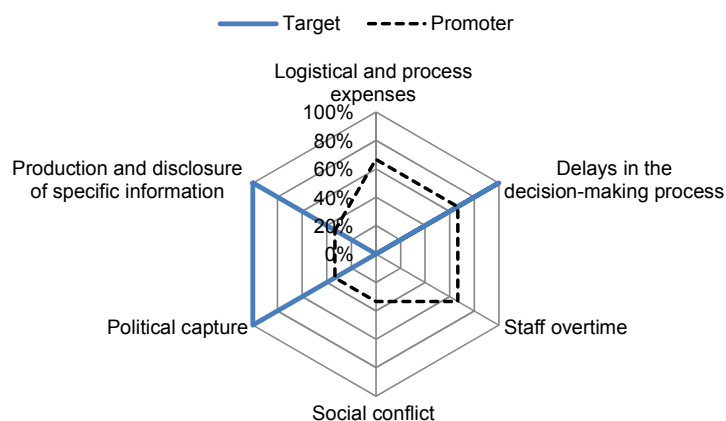 Target Promoter
Logistical and process
expenses
100%
80%
60%
40%
20%
0%
Delays in the
decision-making process
Staff overtime
Social conflict
Political capture
Production and disclosure
of specific information